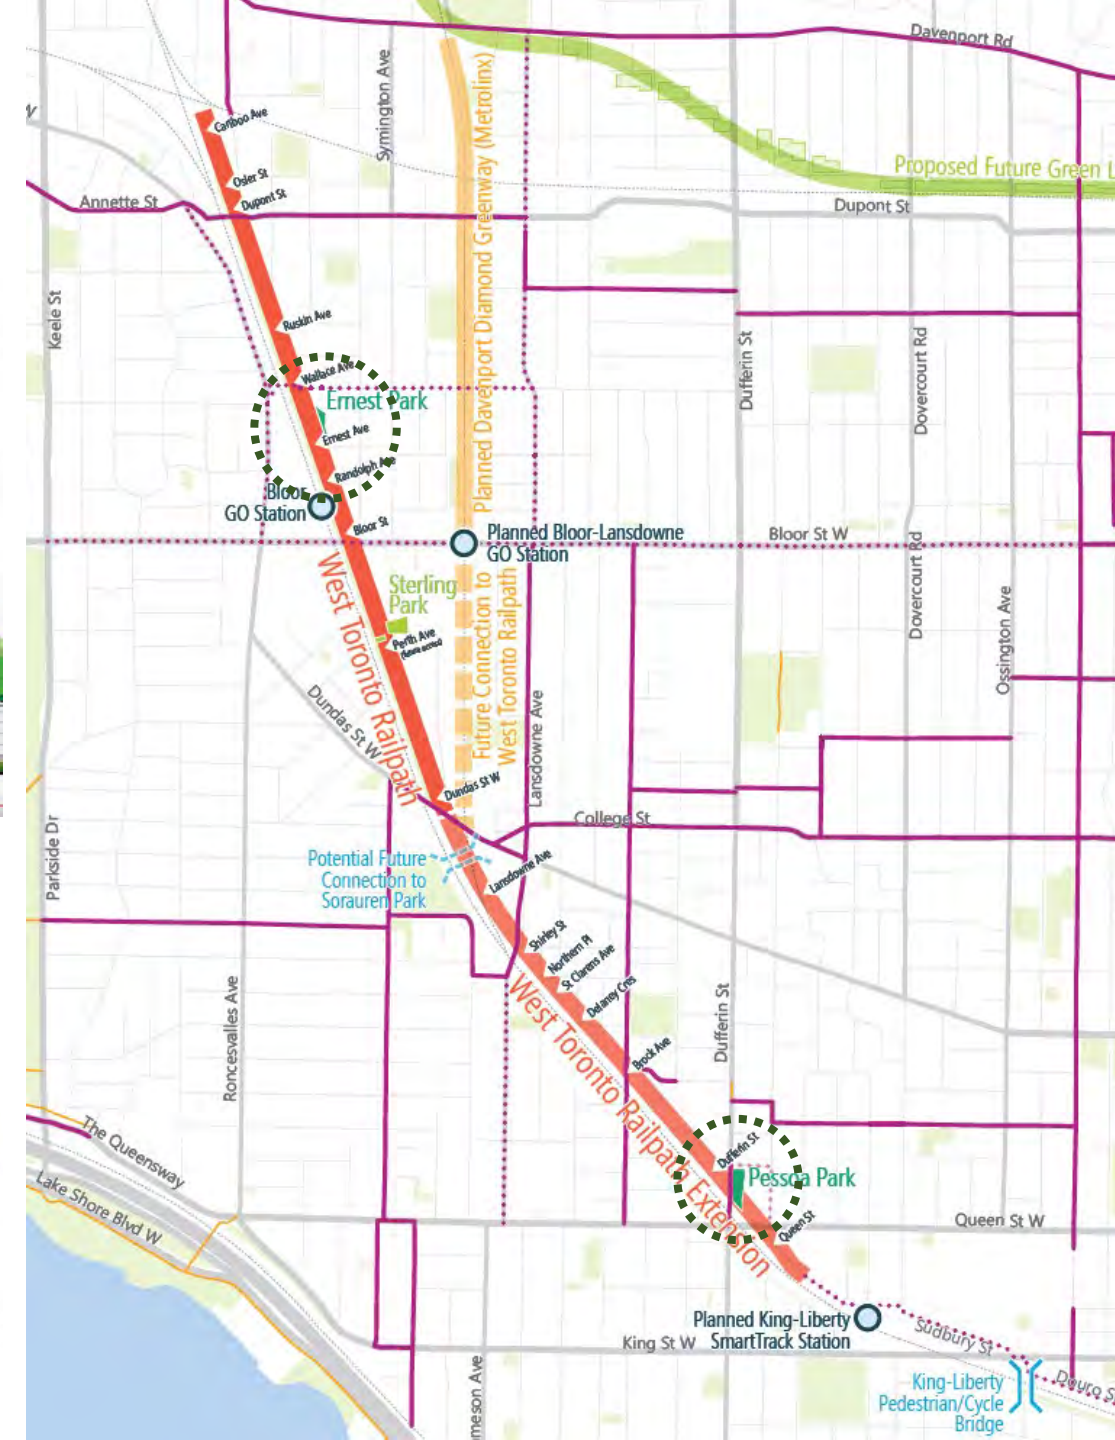 Davenport Rd
Symington Ave
Planned Davenport Diamond Greenway (Metrolinx)
Cariboo Ave
Osler St
Dupont St
Proposed Future Green L
Annette St
Dupont St
Keele St
Ruskin Ave
Dufferin St
Dovercourt Rd
Wallace Ave
Ernest Park
Ernest Ave
Randolph Ave
Bloor
GO Station
Bloor St
Planned Bloor-Lansdowne
GO Station
Bloor St W
Dovercourt Rd
Sterling
Park
Perth Ave
(future access)
Future Connection to
West Toronto Railpath
West Toronto Railpath
Ossington Ave
Dundas St W
Lansdowne Ave
Dundas St W
College St
Parkside Dr
Potential Future
Connection to
Sorauren Park
Lansdowne Ave
Shirley St
Northern Pl
St Clarens Ave
Delaney Cres
Roncesvalles Ave
West Toronto Railpath Extension
Dufferin St
Brock Ave
The Queensway
Dufferin St
Pessoa Park
Lake Shore Blvd W
Queen St
Queen St W
Planned King-Liberty
SmartTrack Station
King St W
Sudbury St
King-Liberty
Pedestrian/Cycle
Bridge
Douro S
meson Ave